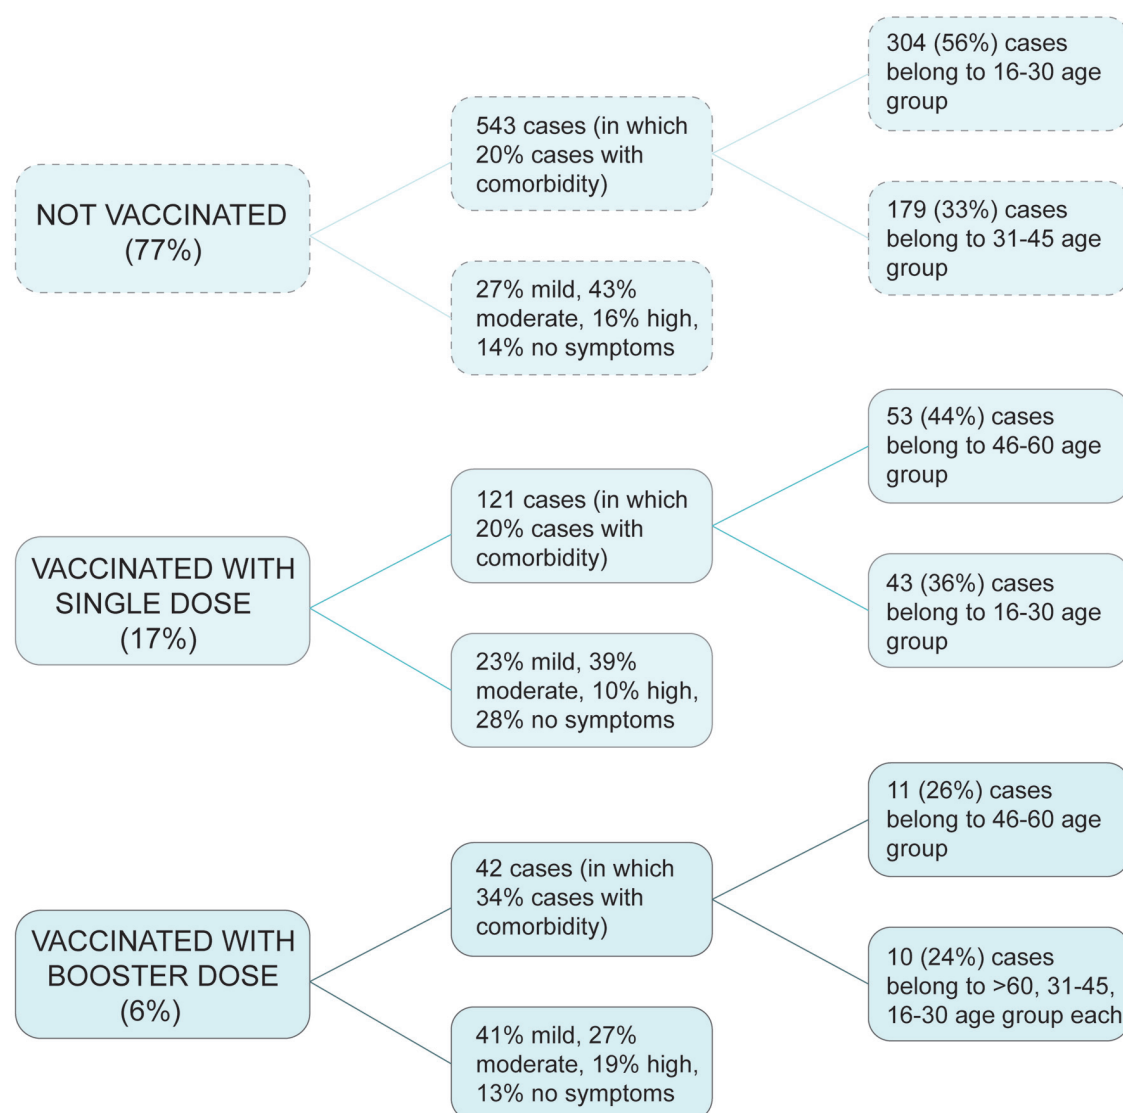 NOT VACCINATED
(77%)
543 cases (in which
20% cases with
comorbidity)
304 (56%) cases
belong to 16-30 age
group
179 (33%) cases
belong to 31-45 age
group
27% mild, 43%
moderate, 16% high,
14% no symptoms
VACCINATED WITH
SINGLE DOSE
(17%)
121 cases (in which
20% cases with
comorbidity)
53 (44%) cases
belong to 46-60 age
group
43 (36%) cases
belong to 16-30 age
group
23% mild, 39%
moderate, 10% high,
28% no symptoms
VACCINATED WITH
BOOSTER DOSE
(6%)
42 cases (in which
34% cases with
comorbidity)
11 (26%) cases
belong to 46-60 age
group
10 (24%) cases
belong to >60, 31-45,
16-30 age group each
41% mild, 27%
moderate, 19% high,
13% no symptoms